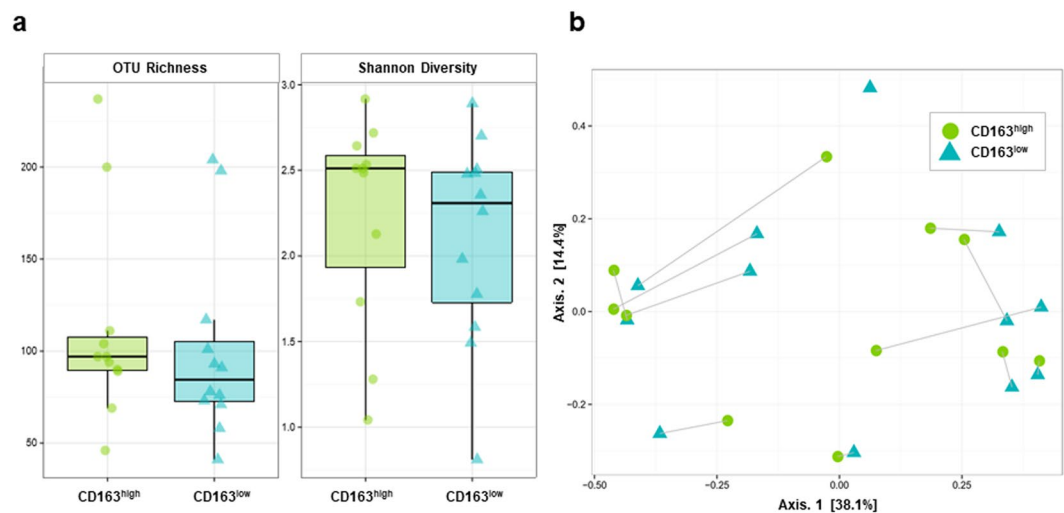 a
OTU Richness
Shannon Diversity
200
150
100
50
3.0
2.5
2.0
1.5
1.0
CD163high
CD163low
CD163high
CD163low
b
CD163high
CD163low
0.4
0.2
0.0
−0.2
Axis. 2 [14.4%]
−0.50
−0.25
0.00
0.25
Axis. 1 [38.1%]